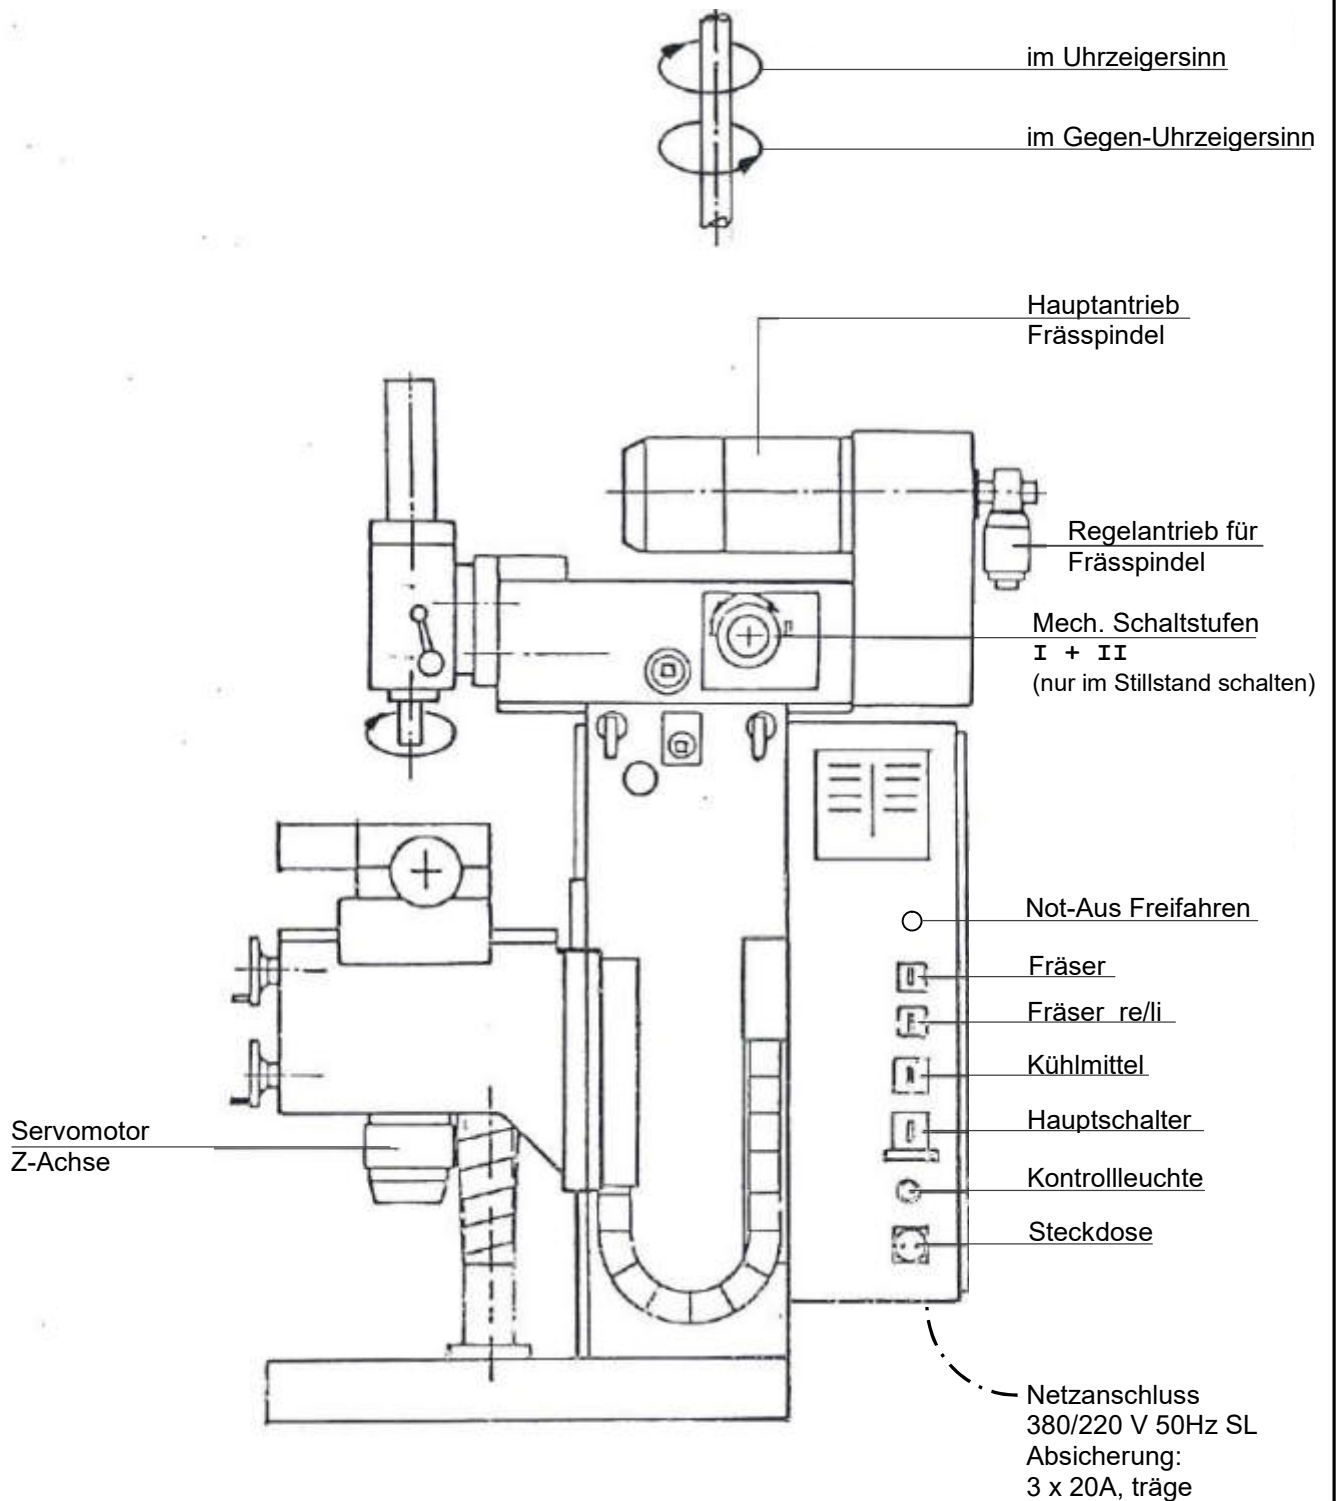 im Uhrzeigersinn
im Gegen-Uhrzeigersinn
Hauptantrieb
Frässpindel
Regelantrieb für
Frässpindel
Mech. Schaltstufen
I + II
(nur im Stillstand schalten)
Not-Aus Freifahren
Fräser
Fräser re/li
Kühlmittel
Hauptschalter
Servomotor
Z-Achse
Kontrollleuchte
Steckdose
Netzanschluss
380/220 V 50Hz SL
Absicherung:
3 x 20A, träge